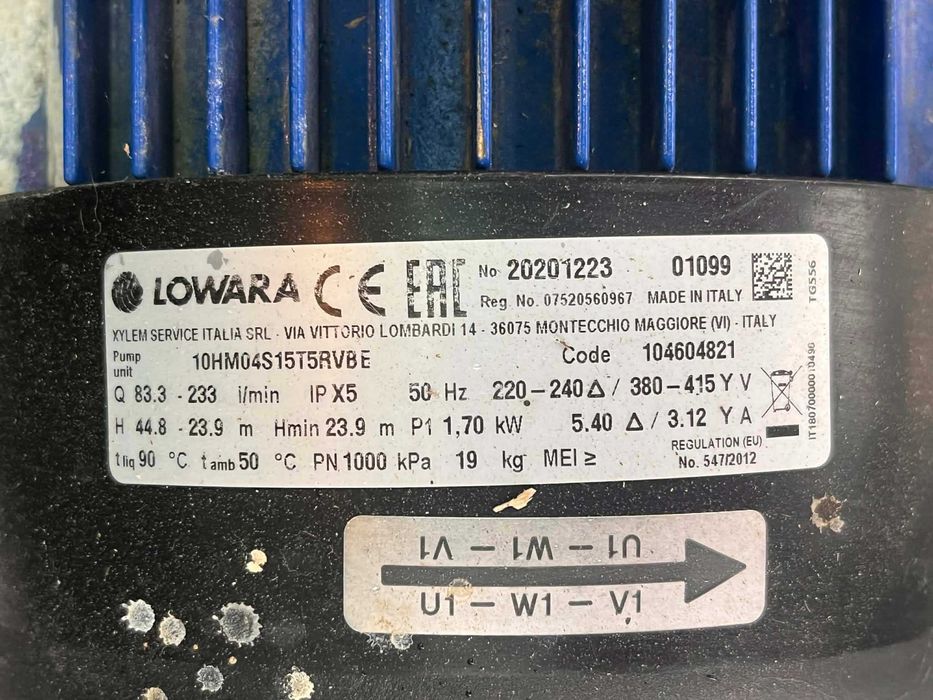 LOWARA CE EAC No 20201223 01099
Reg. No. 07520560967 MADE IN ITALY
TG556
XYLEM SERVICE ITALIA SRL - VIA VITTORIO LOMBARDI 14 - 36075 MONTECCHIO MAGGIORE (VI) - ITALY
Pump unit 10HM04S15T5RVBE Code 104604821
Q 83.3 - 233 l/min IP X5 50 Hz 220-240 Δ / 380-415 Y V
H 44.8 - 23.9 m Hmin 23.9 m P1 1,70 kW 5.40 Δ / 3.12 Y A
tliq 90 °C tamb 50 °C PN 1000 kPa 19 kg MEI ≥
REGULATION (EU)
No. 547/2012
IT18070000010496
U1 - W1 - V1
U1 - W1 - V1